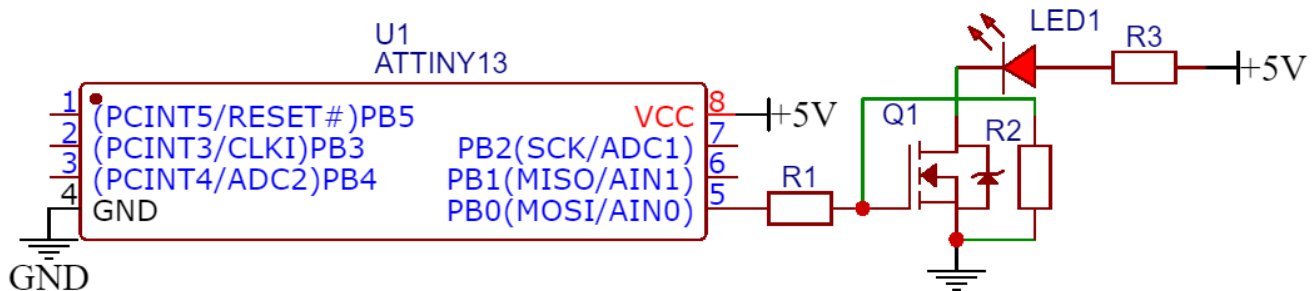 U1
ATTINY13
1 (PCINT5/RESET#)PB5
2 (PCINT3/CLKI)PB3
3 (PCINT4/ADC2)PB4
4 GND
VCC 8
PB2(SCK/ADC1) 7
PB1(MISO/AIN1) 6
PB0(MOSI/AIN0) 5
GND
+5V
R1
Q1
R2
LED1
R3
+5V